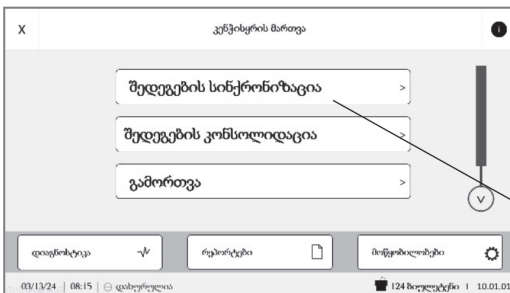 X კენჭისყრის მართვა i
შედეგების სინქრონიზაცია >
შედეგების კონსოლიდაცია >
გამორთვა >
დიაგნოსტიკა რეპორტები მოწყობილობები
03/13/24 | 08:15 | დახურულია 124 ბიულეტენი | 10.01.01